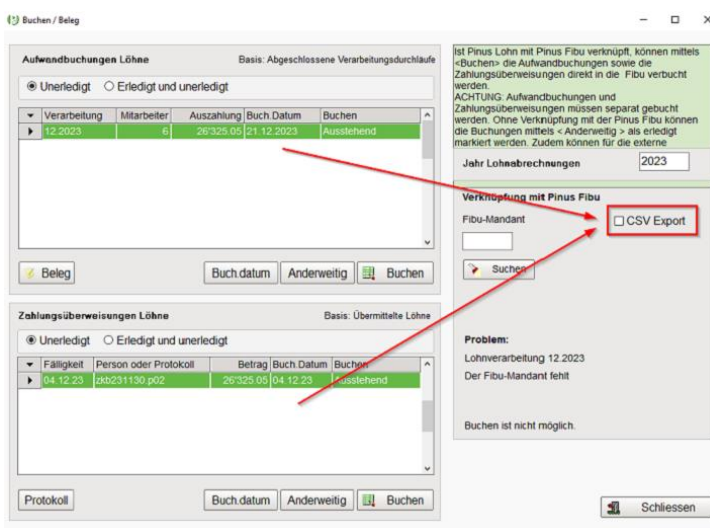 Buchen / Beleg
Aufwandbuchungen Löhne
Basis: Abgeschlossene Verarbeitungsdurchläufe
Unerledigt
Erledigt und unerledigt
Verarbeitung Mitarbeiter Auszahlung Buch.Datum Buchen
12.2023 6 26'325.05 21.12.2023 Ausstehend
Beleg
Buch.datum
Anderweitig
Buchen
Zahlungsüberweisungen Löhne
Basis: Übermittelte Löhne
Unerledigt
Erledigt und unerledigt
Fälligkeit Person oder Protokoll Betrag Buch.Datum Buchen
04.12.23 zkb231130.p02 26'325.05 04.12.23 Ausstehend
Protokoll
Buch.datum
Anderweitig
Buchen
Ist Pinus Lohn mit Pinus Fibu verknüpft, können mittels
<Buchen> die Aufwandbuchungen sowie die
Zahlungsüberweisungen direkt in die Fibu verbucht
werden.
ACHTUNG: Aufwandbuchungen und
Zahlungsüberweisungen müssen separat gebucht
werden. Ohne Verknüpfung mit der Pinus Fibu können
die Buchungen mittels < Anderweitig > als erledigt
markiert werden. Zudem können für die externe
Jahr Lohnabrechnungen
2023
Verknüpfung mit Pinus Fibu
Fibu-Mandant
CSV Export
Suchen
Problem:
Lohnverarbeitung 12.2023
Der Fibu-Mandant fehlt
Buchen ist nicht möglich.
Schliessen